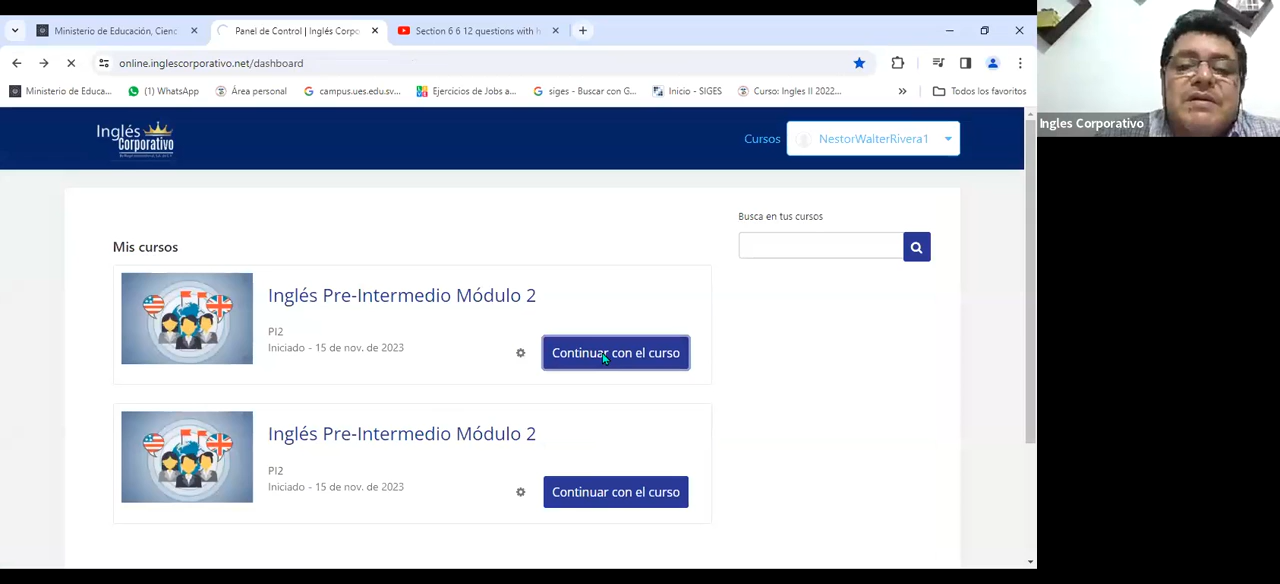 Ministerio de Educación, Cienc
Panel de Control | Inglés Corpo
Section 6 6 12 questions with h
online.inglescorporativo.net/dashboard
Ministerio de Educa...
(1) WhatsApp
Área personal
campus.ues.edu.sv...
Ejercicios de Jobs a...
siges - Buscar con G...
Inicio - SIGES
Curso: Ingles II 2022...
»
Todos los favoritos
Inglés
Corporativo
Cursos
NestorWalterRivera1
Busca en tus cursos
Mis cursos
Inglés Pre-Intermedio Módulo 2
PI2
Iniciado - 15 de nov. de 2023
Continuar con el curso
Inglés Pre-Intermedio Módulo 2
PI2
Iniciado - 15 de nov. de 2023
Continuar con el curso
Ingles Corporativo